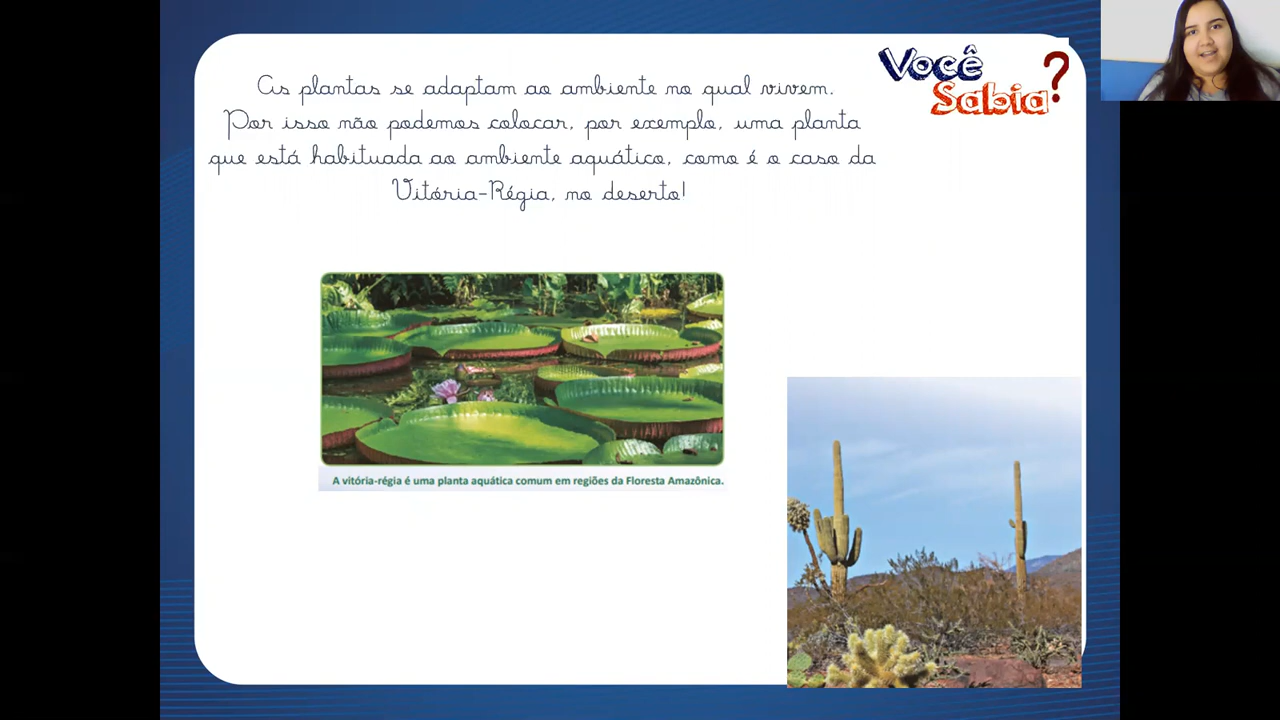 Você
Sabia?
As plantas se adaptam ao ambiente no qual vivem.
Por isso não podemos colocar, por exemplo, uma planta
que está habituada ao ambiente aquático, como é o caso da
Vitória-Régia, no deserto!
A vitória-régia é uma planta aquática comum em regiões da Floresta Amazônica.